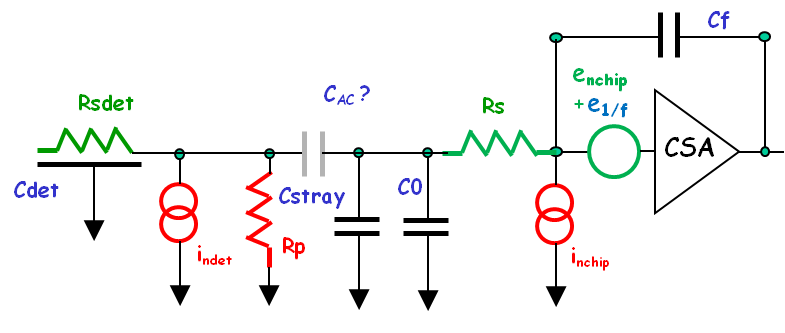 Cf
Rsdet
CAC?
Rs
enchip
+e1/f
CSA
Cdet
Cstray
C0
indet
Rp
inchip